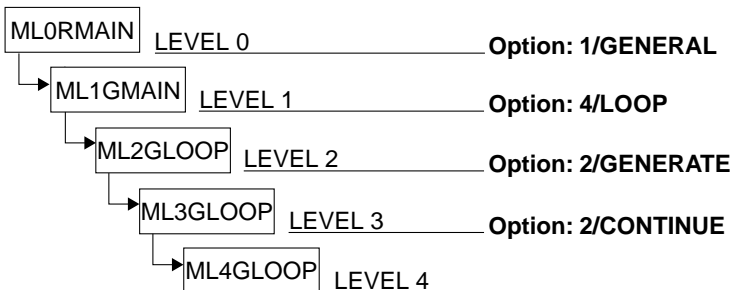 ML0RMAIN LEVEL 0 Option: 1/GENERAL
ML1GMAIN LEVEL 1 Option: 4/LOOP
ML2GLOOP LEVEL 2 Option: 2/GENERATE
ML3GLOOP LEVEL 3 Option: 2/CONTINUE
ML4GLOOP LEVEL 4